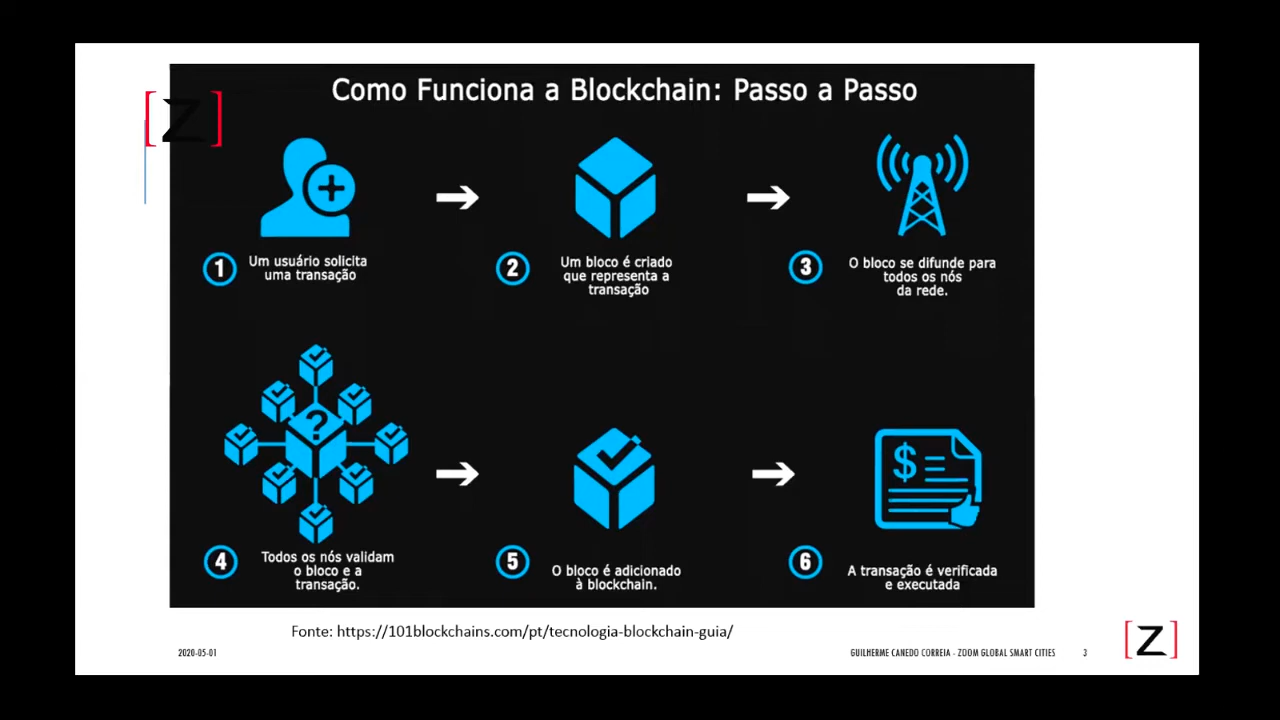 Como Funciona a Blockchain: Passo a Passo
[Z]
1
Um usuário solicita
uma transação
2
Um bloco é criado
que representa a
transação
3
O bloco se difunde para
todos os nós
da rede.
?
4
Todos os nós validam
o bloco e a
transação.
5
O bloco é adicionado
à blockchain.
$
6
A transação é verificada
e executada
Fonte: https://101blockchains.com/pt/tecnologia-blockchain-guia/
2020-05-01
GUILHERME CANEDO CORREIA - ZOOM GLOBAL SMART CITIES
3
[Z]